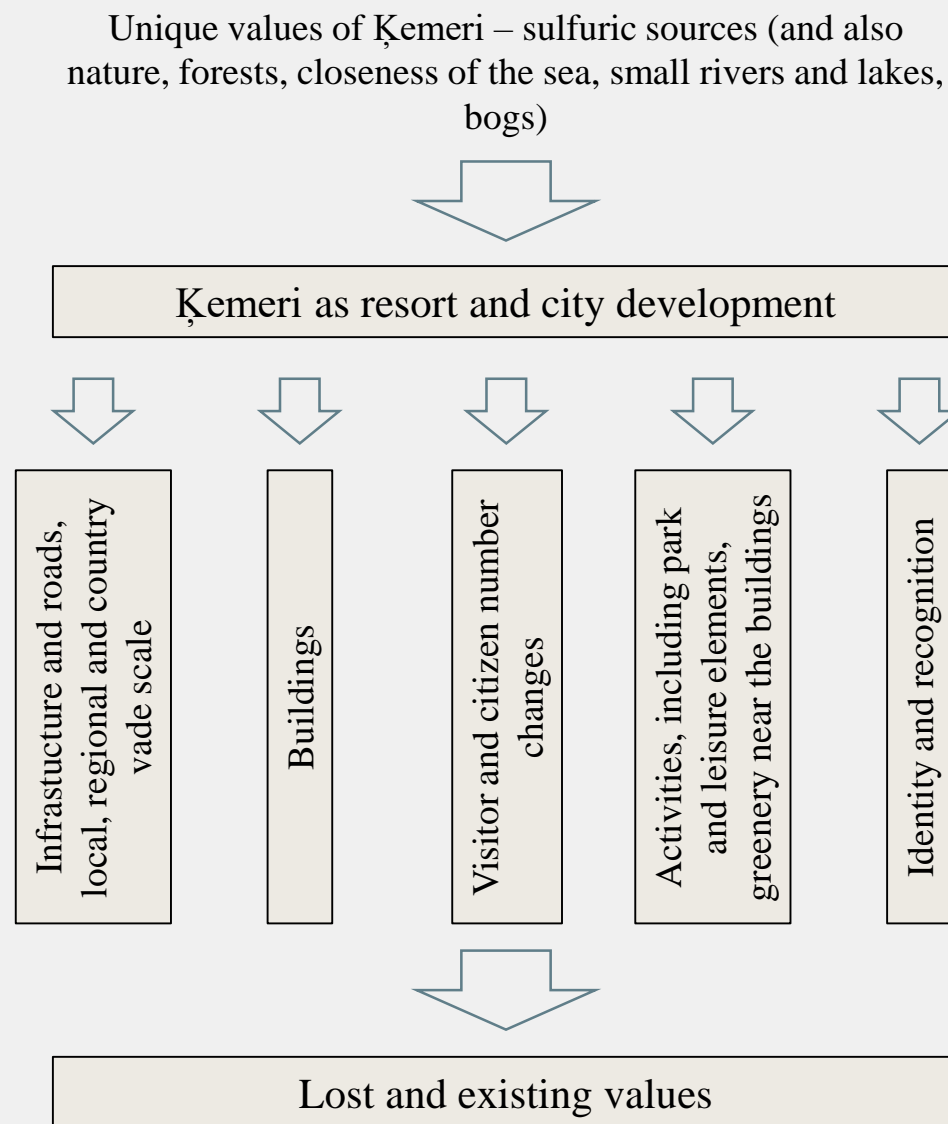 Unique values of Ķemeri – sulfuric sources (and also
nature, forests, closeness of the sea, small rivers and lakes,
bogs)
Ķemeri as resort and city development
Infrastucture and roads,
local, regional and country
vade scale
Buildings
Visitor and citizen number
changes
Activities, including park
and leisure elements,
greenery near the buildings
Identity and recognition
Lost and existing values